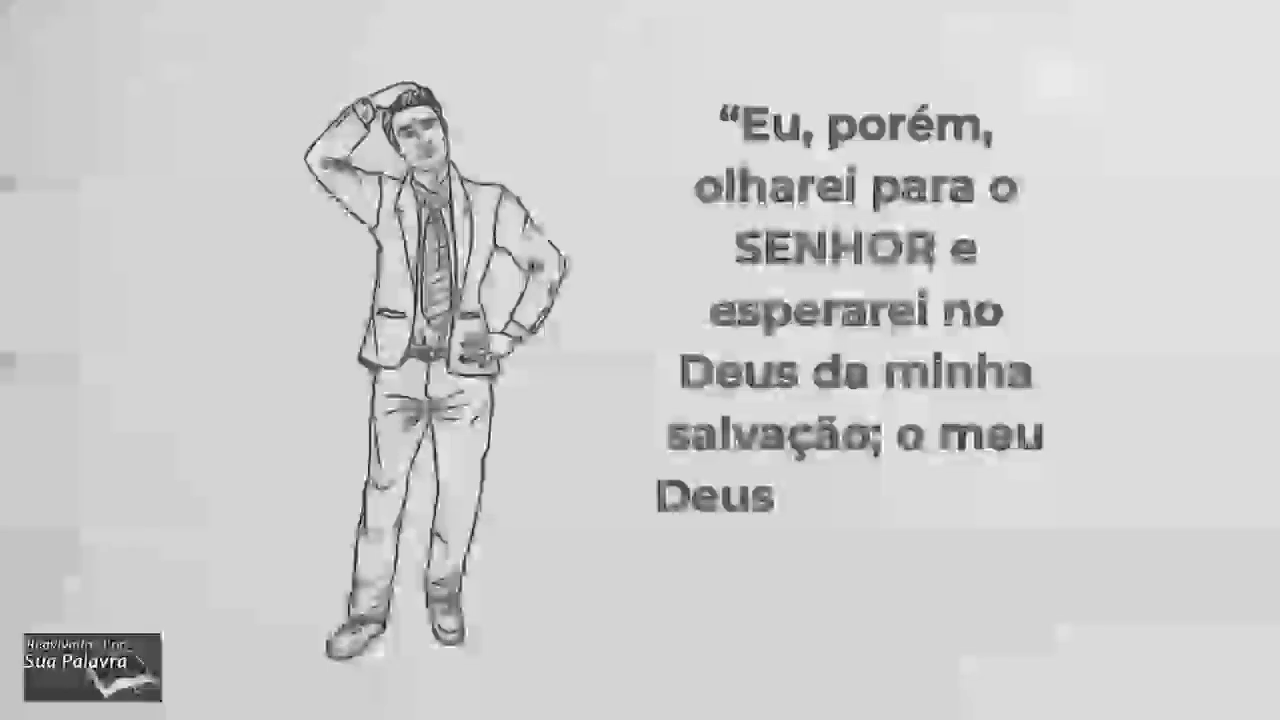 “Eu, porém,
olharei para o
SENHOR e
esperarei no
Deus da minha
salvação; o meu
Deus
Sua Palavra